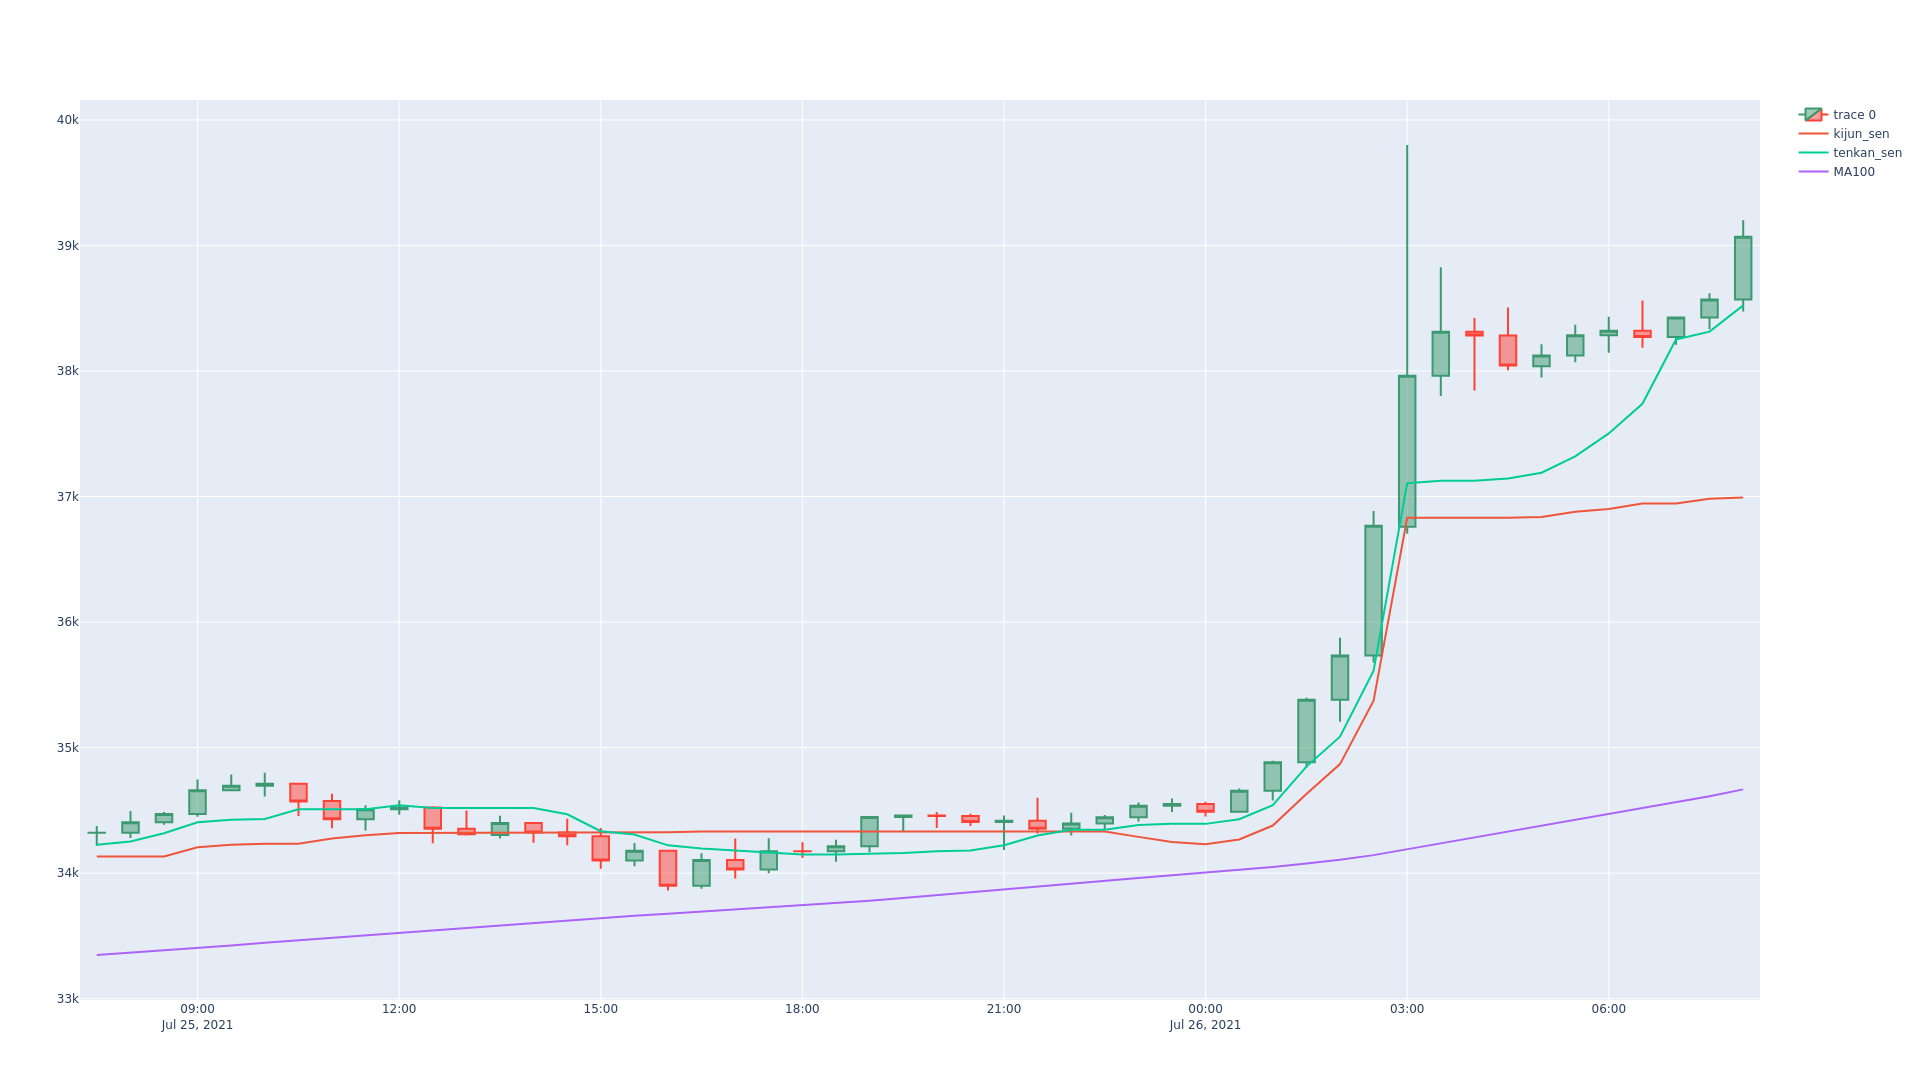 trace 0
kijun_sen
tenkan_sen
MA100
40k
39k
38k
37k
36k
35k
34k
33k
09:00 12:00 15:00 18:00 21:00 00:00 03:00 06:00
Jul 25, 2021 Jul 26, 2021